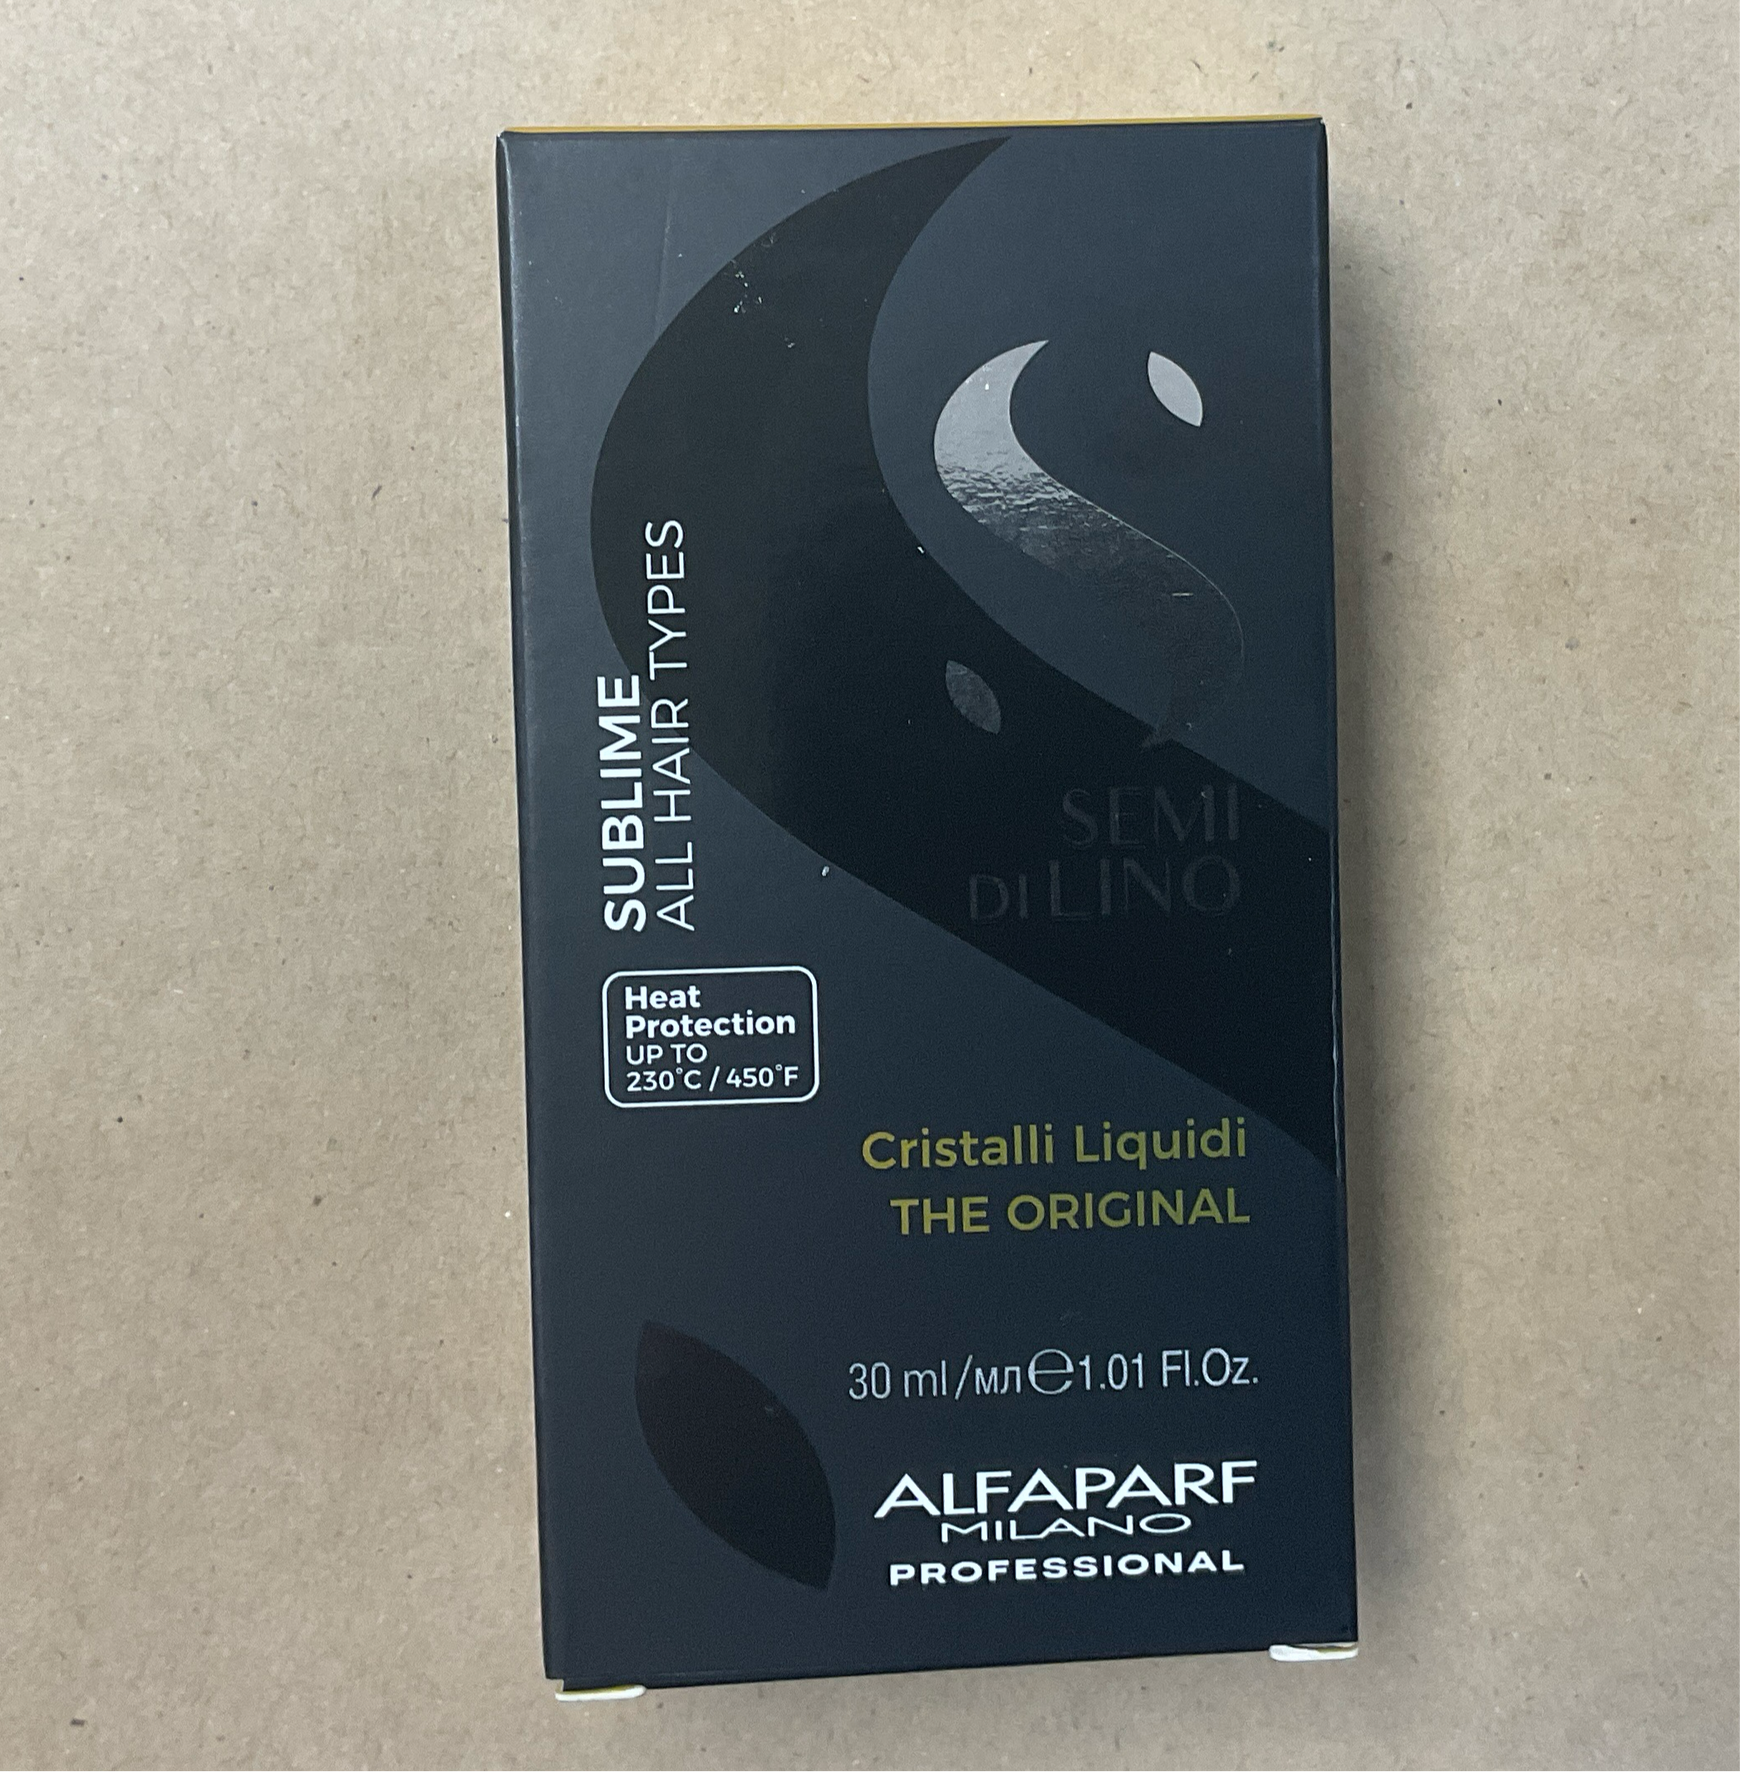 SUBLIME
ALL HAIR TYPES
SEMI
DI LINO
Heat
Protection
UP TO
230°C / 450°F
Cristalli Liquidi
THE ORIGINAL
30 ml/мл℮1.01 Fl.Oz.
ALFAPARF
MILANO
PROFESSIONAL